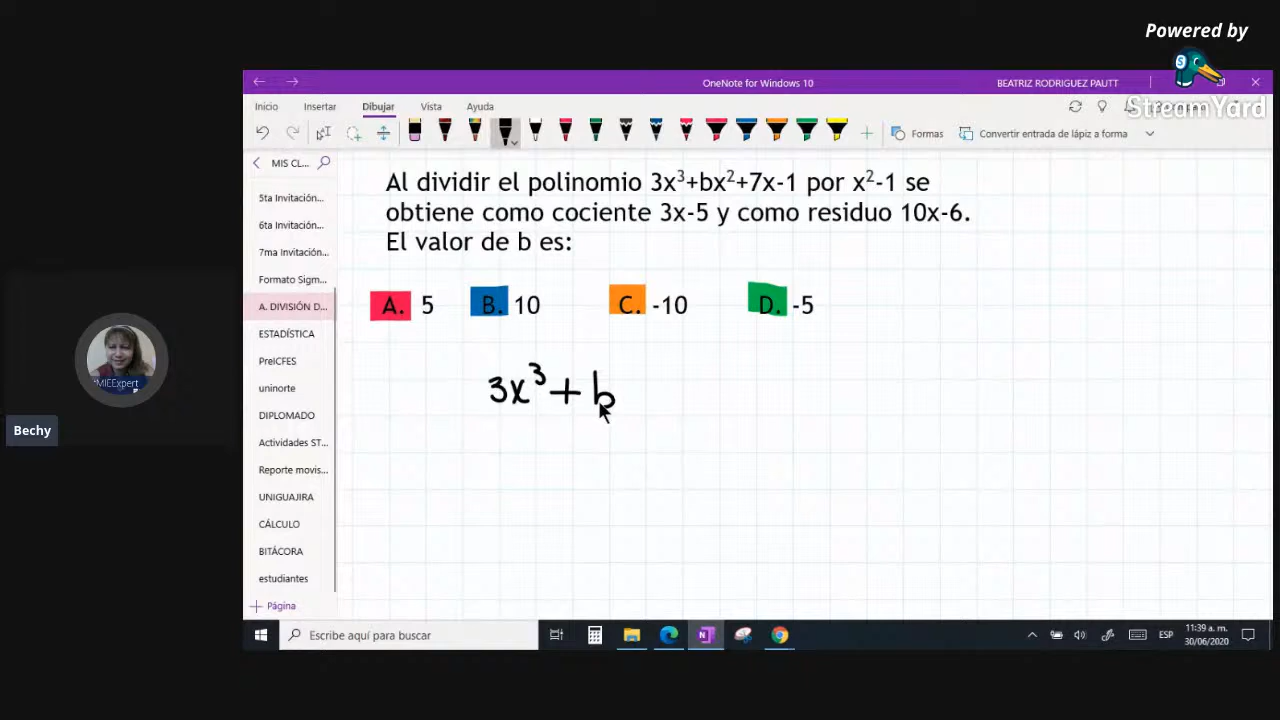 Powered by
StreamYard
OneNote for Windows 10
BEATRIZ RODRIGUEZ PAUTT
Inicio Insertar Dibujar Vista Ayuda
Formas Convertir entrada de lápiz a forma
MIS CL...
5ta Invitación...
6ta Invitación...
7ma Invitación...
Formato Sigm...
A. DIVISIÓN D...
ESTADÍSTICA
PreICFES
uninorte
DIPLOMADO
Actividades ST...
Reporte movis...
UNIGUAJIRA
CÁLCULO
BITÁCORA
estudiantes
Página
Al dividir el polinomio 3x³+bx²+7x-1 por x²-1 se
obtiene como cociente 3x-5 y como residuo 10x-6.
El valor de b es:
A. 5 B. 10 C. -10 D. -5
3x³ + b
MIEExpert
Bechy
Escribe aquí para buscar
ESP
11:39 a. m.
30/06/2020